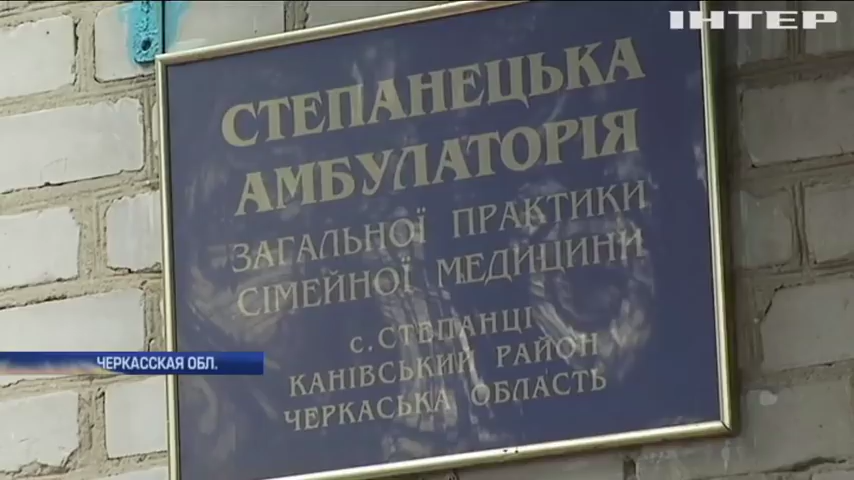 ІНТЕР
СТЕПАНЕЦЬКА
АМБУЛАТОРІЯ
ЗАГАЛЬНОЇ ПРАКТИКИ
СІМЕЙНОЇ МЕДИЦИНИ
с. СТЕПАНЦІ
КАНІВСЬКИЙ РАЙОН
ЧЕРКАСЬКА ОБЛАСТЬ
ЧЕРКАССКАЯ ОБЛ.